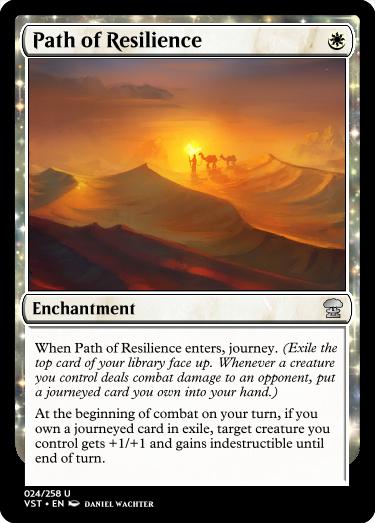 Path of Resilience
Enchantment
When Path of Resilience enters, journey. (Exile the
top card of your library face up. Whenever a creature
you control deals combat damage to an opponent, put
a journeyed card you own into your hand.)
At the beginning of combat on your turn, if you
own a journeyed card in exile, target creature you
control gets +1/+1 and gains indestructible until
end of turn.
024/258 U
VST • EN DANIEL WACHTER